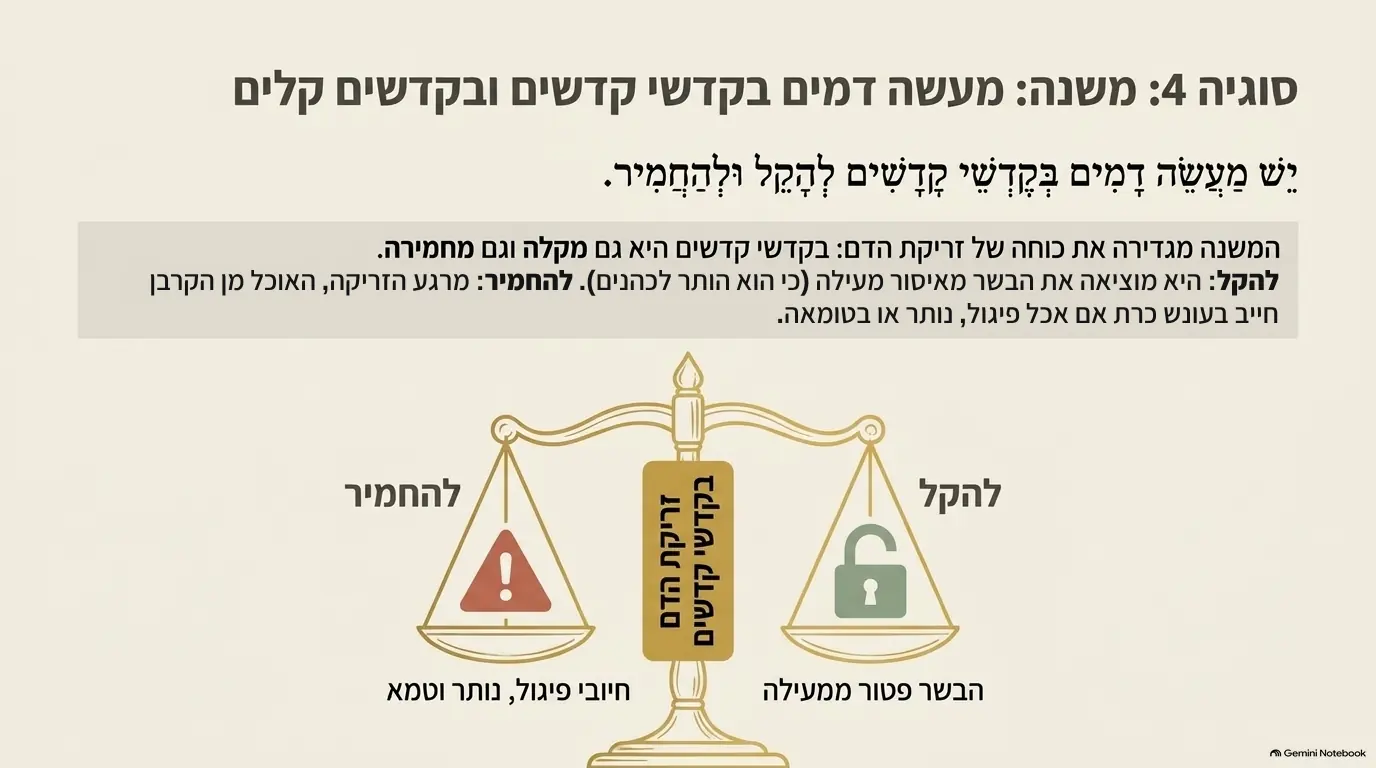 סוגיה 4: משנה: מעשה דמים בקדשי קדשים ובקדשים קלים
יֵשׁ מַעֲשֵׂה דָמִים בְּקָדְשֵׁי קָדָשִׁים לְהָקֵל וּלְהַחֲמִיר.
המשנה מגדירה את כוחה של זריקת הדם: בקדשי קדשים היא גם מקלה וגם מחמירה.
להקל: היא מוציאה את הבשר מאיסור מעילה (כי הוא הותר לכהנים). להחמיר: מרגע הזריקה, האוכל מן הקרבן
חייב בעונש כרת אם אכל פיגול, נותר או בטומאה.
להקל
להחמיר
זריקת הדם
בקדשי קדשים
הבשר פטור ממעילה
חיובי פיגול, נותר וטמא
Gemini Notebook